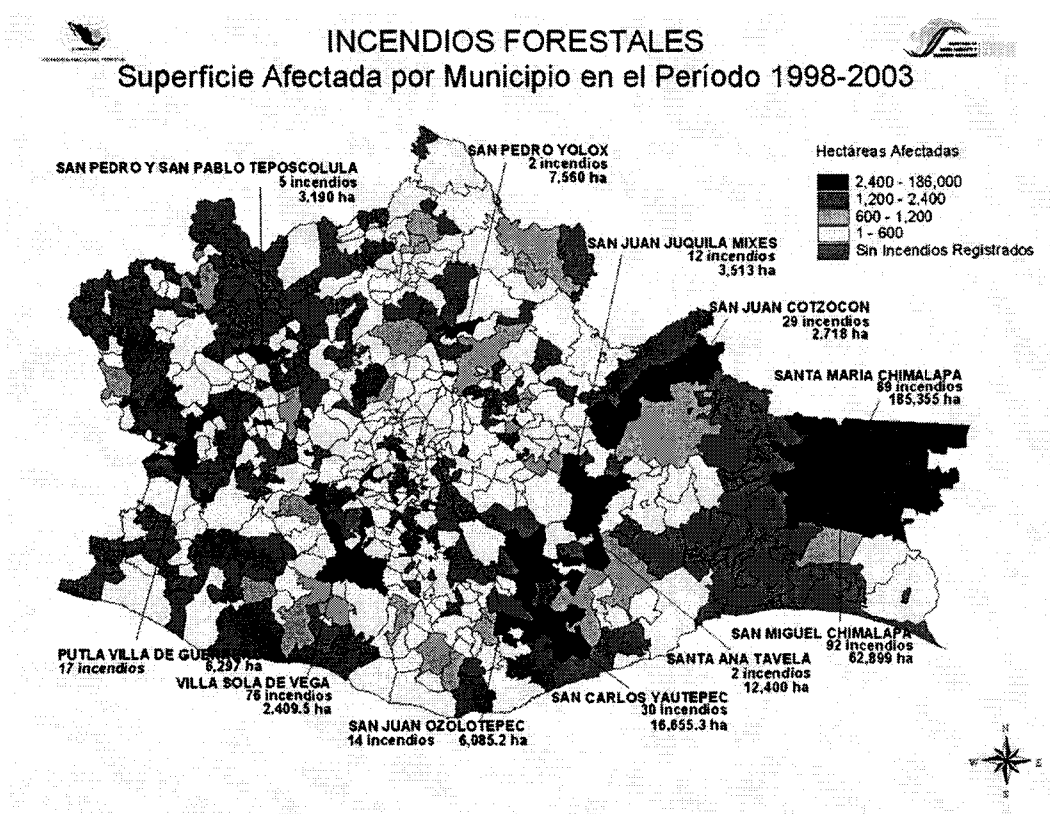 INCENDIOS FORESTALES
Superficie Afectada por Municipio en el Período 1998-2003
SAN PEDRO Y SAN PABLO TEPOSCOLULA
5 incendios
3,190 ha
SAN PEDRO YOLOX
2 incendios
7,560 ha
Hectáreas Afectadas
2,400 - 186,000
1,200 - 2,400
600 - 1,200
1 - 600
Sin Incendios Registrados
SAN JUAN JUQUILA MIXES
12 incendios
3,513 ha
SAN JUAN COTZOCON
29 incendios
2,718 ha
SANTA MARIA CHIMALAPA
89 incendios
185,355 ha
PUTLA VILLA DE
17 incendios
6,297 ha
VILLA SOLA DE VEGA
76 incendios
2.409.5 ha
SAN JUAN OZOLOTEPEC
14 incendios
6,085.2 ha
SAN CARLOS YAUTEPEC
30 incendios
16,655.3 ha
SANTA ANA TAVELA
2 incendios
12,400 ha
SAN MIGUEL CHIMALAPA
92 incendios
62,899 ha
N
W
E
S